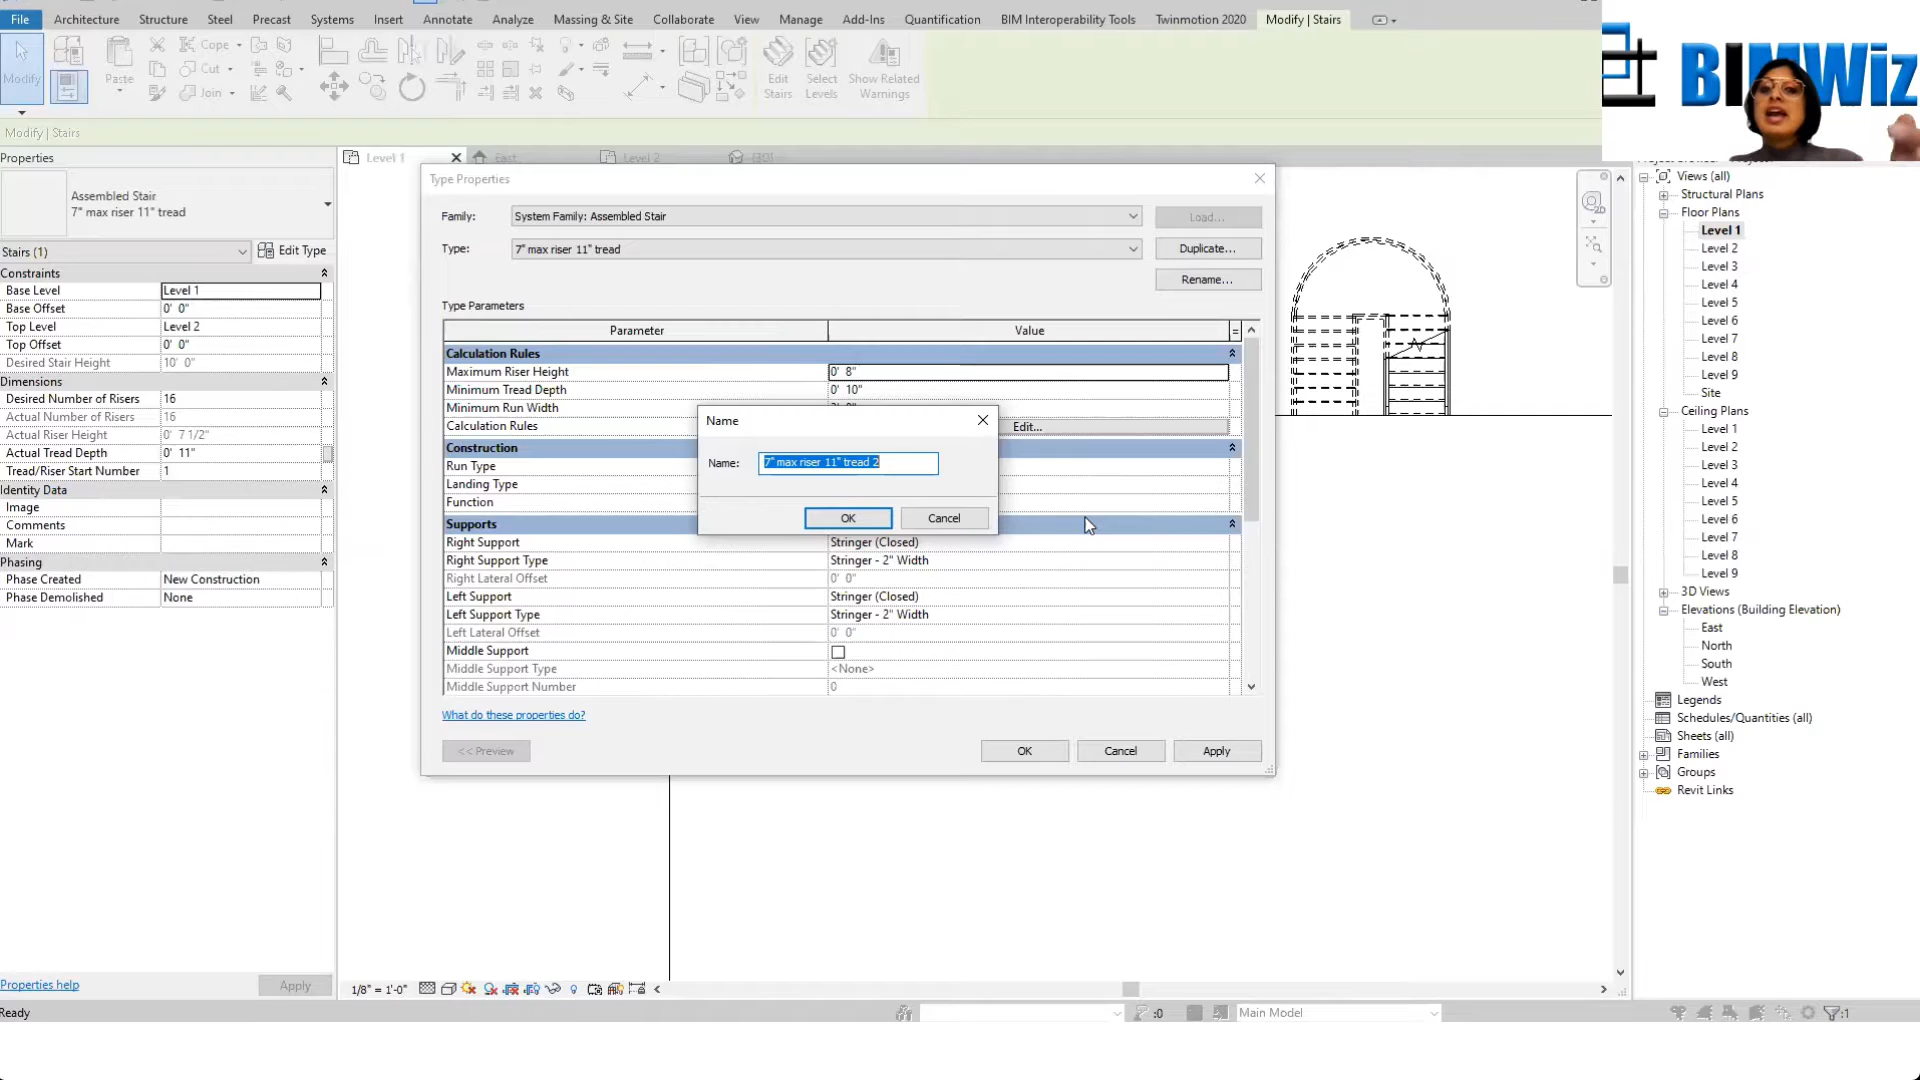 File Architecture Structure Steel Precast Systems Insert Annotate Analyze Massing & Site Collaborate View Manage Add-Ins Quantification BIM Interoperability Tools Twinmotion 2020 Modify | Stairs
Modify
Paste
Cope
Cut
Join
Edit Stairs
Select Levels
Show Related Warnings
BIMWiz
Modify | Stairs
Properties
Assembled Stair
7" max riser 11" tread
Stairs (1)
Edit Type
Constraints
Base Level Level 1
Base Offset 0' 0"
Top Level Level 2
Top Offset 0' 0"
Desired Stair Height 10' 0"
Dimensions
Desired Number of Risers 16
Actual Number of Risers 16
Actual Riser Height 0' 7 1/2"
Actual Tread Depth 0' 11"
Tread/Riser Start Number 1
Identity Data
Image
Comments
Mark
Phasing
Phase Created New Construction
Phase Demolished None
Properties help
Apply
Level 1 East Level 2 {3D}
Type Properties
Family: System Family: Assembled Stair Load...
Type: 7" max riser 11" tread Duplicate...
Rename...
Type Parameters
Parameter Value =
Calculation Rules
Maximum Riser Height 0' 8"
Minimum Tread Depth 0' 10"
Minimum Run Width
Calculation Rules Edit...
Construction
Run Type
Landing Type
Function
Supports
Right Support Stringer (Closed)
Right Support Type Stringer - 2" Width
Right Lateral Offset 0' 0"
Left Support Stringer (Closed)
Left Support Type Stringer - 2" Width
Left Lateral Offset 0' 0"
Middle Support
Middle Support Type <None>
Middle Support Number 0
What do these properties do?
<< Preview OK Cancel Apply
Name
Name: 7" max riser 11" tread 2
OK Cancel
Views (all)
Structural Plans
Floor Plans
Level 1
Level 2
Level 3
Level 4
Level 5
Level 6
Level 7
Level 8
Level 9
Site
Ceiling Plans
Level 1
Level 2
Level 3
Level 4
Level 5
Level 6
Level 7
Level 8
Level 9
3D Views
Elevations (Building Elevation)
East
North
South
West
Legends
Schedules/Quantities (all)
Sheets (all)
Families
Groups
Revit Links
1/8" = 1'-0"
Ready
:0
Main Model
:1